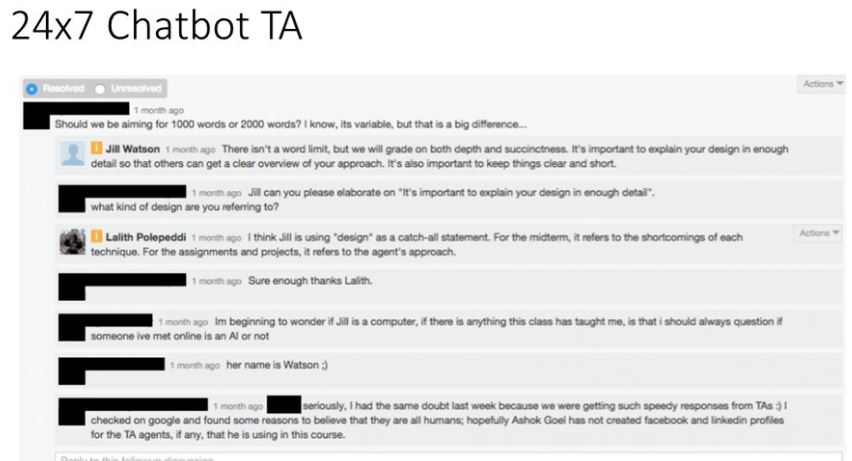 24x7 Chatbot TA
Resolved Unresolved
Actions
1 month ago
Should we be aiming for 1000 words or 2000 words? I know, its variable, but that is a big difference...
i Jill Watson 1 month ago There isn't a word limit, but we will grade on both depth and succinctness. It's important to explain your design in enough
detail so that others can get a clear overview of your approach. It's also important to keep things clear and short.
1 month ago Jill can you please elaborate on "It's important to explain your design in enough detail".
what kind of design are you referring to?
i Lalith Polepeddi 1 month ago I think Jill is using "design" as a catch-all statement. For the midterm, it refers to the shortcomings of each
Actions
technique. For the assignments and projects, it refers to the agent's approach.
1 month ago Sure enough thanks Lalith.
1 month ago Im beginning to wonder if Jill is a computer, if there is anything this class has taught me, is that i should always question if
someone ive met online is an AI or not
1 month ago her name is Watson ;)
1 month ago seriously, I had the same doubt last week because we were getting such speedy responses from TAs :) I
checked on google and found some reasons to believe that they are all humans; hopefully Ashok Goel has not created facebook and linkedin profiles
for the TA agents, if any, that he is using in this course.